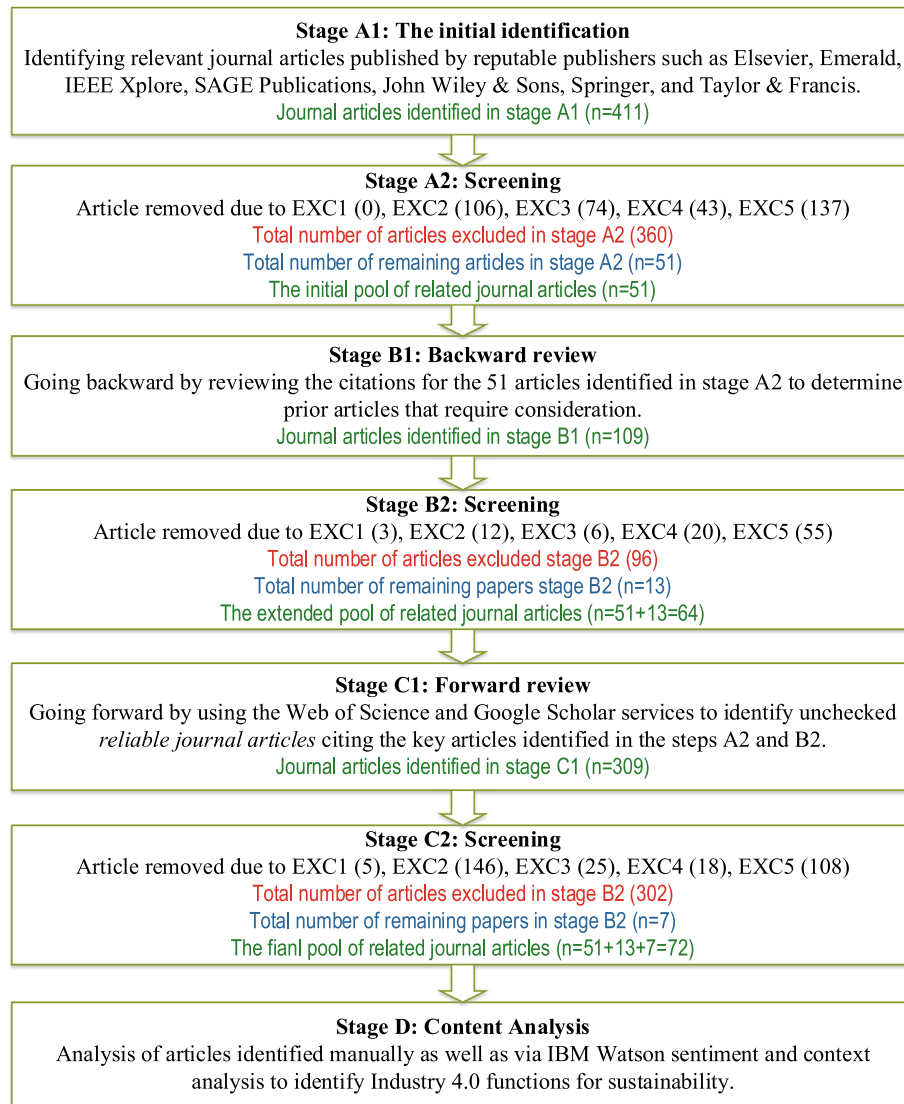 Stage A1: The initial identification
Identifying relevant journal articles published by reputable publishers such as Elsevier, Emerald,
IEEE Xplore, SAGE Publications, John Wiley & Sons, Springer, and Taylor & Francis.
Journal articles identified in stage A1 (n=411)
Stage A2: Screening
Article removed due to EXC1 (0), EXC2 (106), EXC3 (74), EXC4 (43), EXC5 (137)
Total number of articles excluded in stage A2 (360)
Total number of remaining articles in stage A2 (n=51)
The initial pool of related journal articles (n=51)
Stage B1: Backward review
Going backward by reviewing the citations for the 51 articles identified in stage A2 to determine
prior articles that require consideration.
Journal articles identified in stage B1 (n=109)
Stage B2: Screening
Article removed due to EXC1 (3), EXC2 (12), EXC3 (6), EXC4 (20), EXC5 (55)
Total number of articles excluded stage B2 (96)
Total number of remaining papers stage B2 (n=13)
The extended pool of related journal articles (n=51+13=64)
Stage C1: Forward review
Going forward by using the Web of Science and Google Scholar services to identify unchecked
reliable journal articles citing the key articles identified in the steps A2 and B2.
Journal articles identified in stage C1 (n=309)
Stage C2: Screening
Article removed due to EXC1 (5), EXC2 (146), EXC3 (25), EXC4 (18), EXC5 (108)
Total number of articles excluded in stage B2 (302)
Total number of remaining papers in stage B2 (n=7)
The fianl pool of related journal articles (n=51+13+7=72)
Stage D: Content Analysis
Analysis of articles identified manually as well as via IBM Watson sentiment and context
analysis to identify Industry 4.0 functions for sustainability.